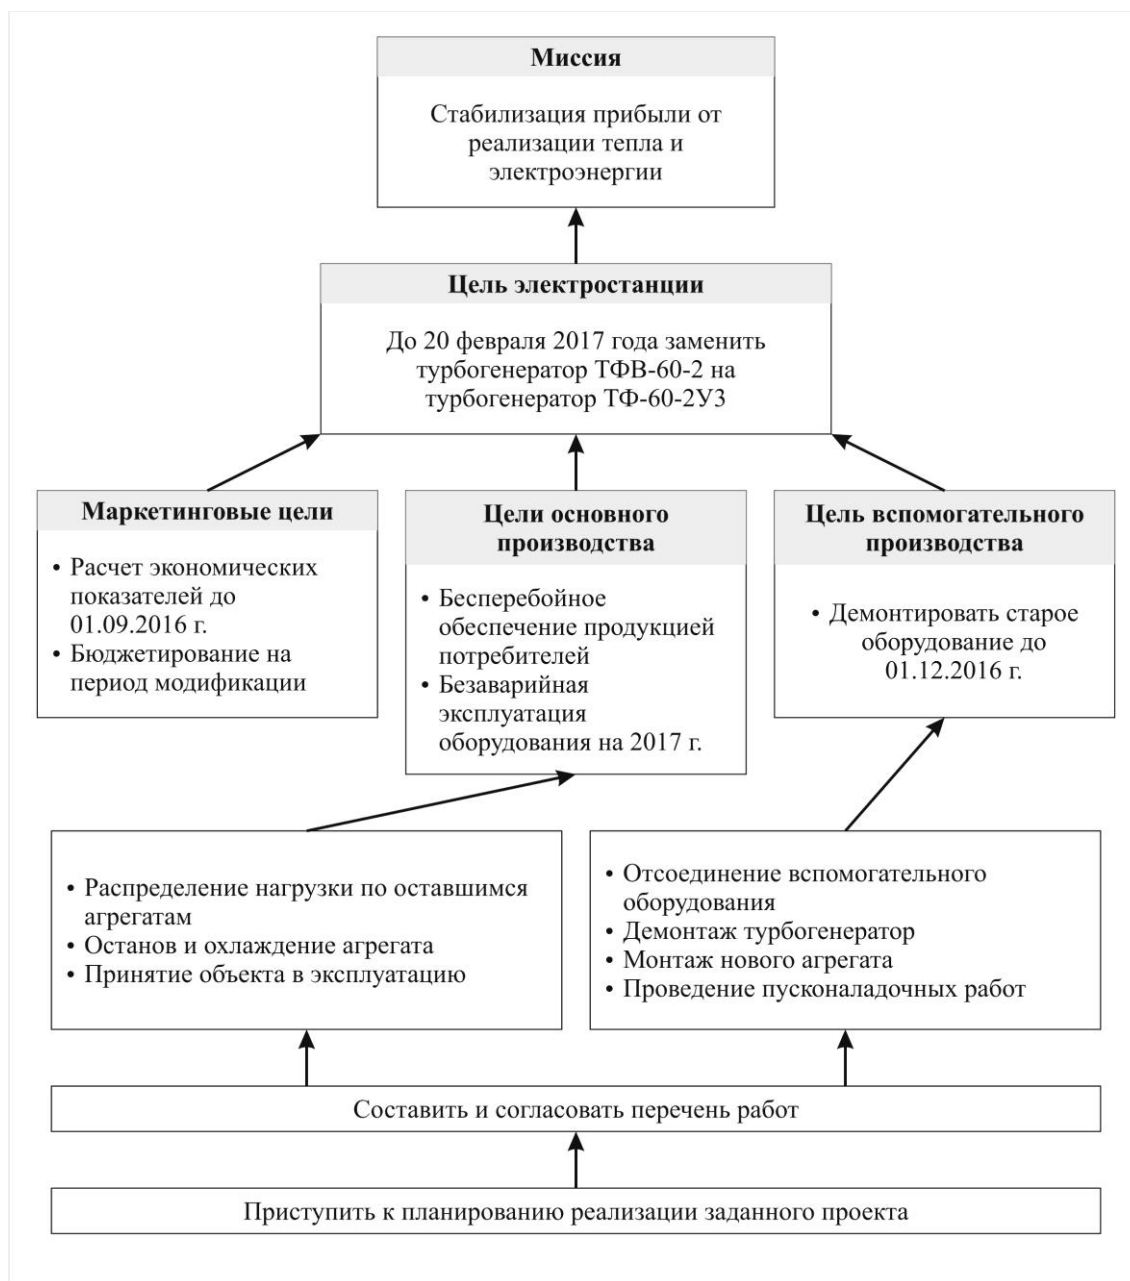 Миссия
Стабилизация прибыли от
реализации тепла и
электроэнергии
Цель электростанции
До 20 февраля 2017 года заменить
турбогенератор ТФВ-60-2 на
турбогенератор ТФ-60-2У3
Маркетинговые цели
• Расчет экономических
показателей до
01.09.2016 г.
• Бюджетирование на
период модификации
Цели основного
производства
• Бесперебойное
обеспечение продукцией
потребителей
• Безаварийная
эксплуатация
оборудования на 2017 г.
Цель вспомогательного
производства
• Демонтировать старое
оборудование до
01.12.2016 г.
• Распределение нагрузки по оставшимся
агрегатам
• Останов и охлаждение агрегата
• Принятие объекта в эксплуатацию
• Отсоединение вспомогательного
оборудования
• Демонтаж турбогенератор
• Монтаж нового агрегата
• Проведение пусконаладочных работ
Составить и согласовать перечень работ
Приступить к планированию реализации заданного проекта